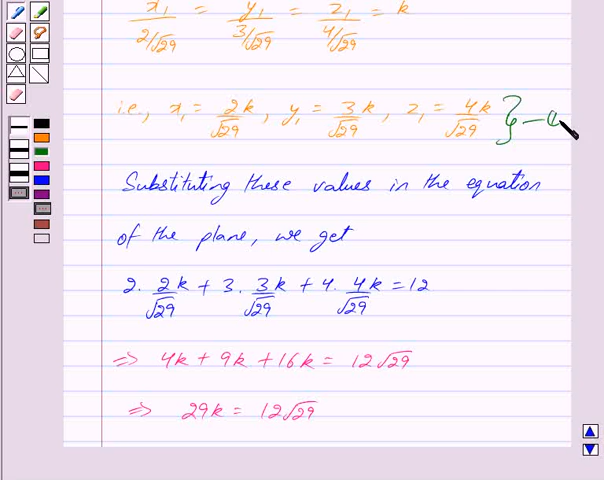 x₁/(2/√29) = y₁/(3/√29) = z₁/(4/√29) = k
i.e., x₁ = 2k/√29, y₁ = 3k/√29, z₁ = 4k/√29 } —
Substituting these values in the equation
of the plane, we get
2. 2k/√29 + 3. 3k/√29 + 4. 4k/√29 = 12
=> 4k + 9k + 16k = 12√29
=> 29k = 12√29